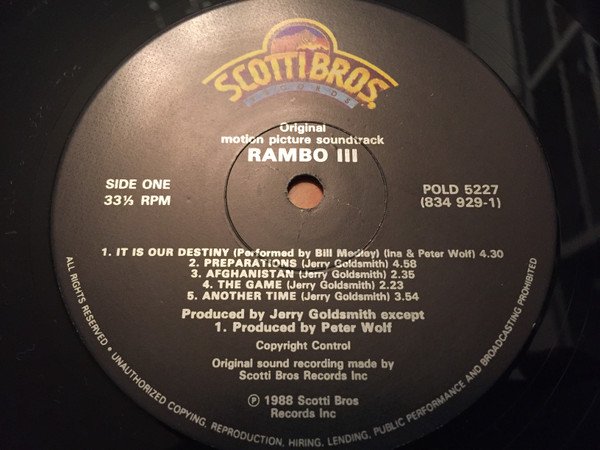 SCOTTI BROS.
RECORDS
Original
motion picture soundtrack
RAMBO III
SIDE ONE
33⅓ RPM
POLD 5227
(834 929-1)
1. IT IS OUR DESTINY (Performed by Bill Medley) (Ina & Peter Wolf) 4.30
2. PREPARATIONS (Jerry Goldsmith) 4.58
3. AFGHANISTAN (Jerry Goldsmith) 2.35
4. THE GAME (Jerry Goldsmith) 2.23
5. ANOTHER TIME (Jerry Goldsmith) 3.54
Produced by Jerry Goldsmith except
1. Produced by Peter Wolf
Copyright Control
Original sound recording made by
Scotti Bros Records Inc
℗ 1988 Scotti Bros
Records Inc
ALL RIGHTS RESERVED • UNAUTHORIZED COPYING, REPRODUCTION, HIRING, LENDING, PUBLIC PERFORMANCE AND BROADCASTING PROHIBITED